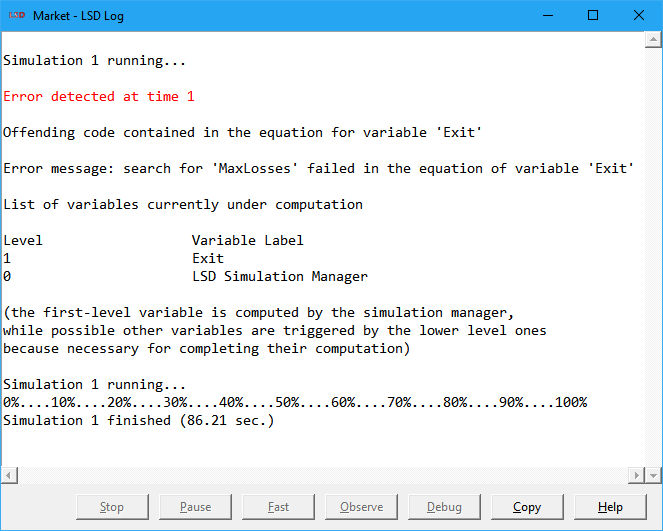 LSD Market - LSD Log
Simulation 1 running...
Error detected at time 1
Offending code contained in the equation for variable 'Exit'
Error message: search for 'MaxLosses' failed in the equation of variable 'Exit'
List of variables currently under computation
Level Variable Label
1 Exit
0 LSD Simulation Manager
(the first-level variable is computed by the simulation manager,
while possible other variables are triggered by the lower level ones
because necessary for completing their computation)
Simulation 1 running...
0%....10%....20%....30%....40%....50%....60%....70%....80%....90%....100%
Simulation 1 finished (86.21 sec.)
Stop Pause Fast Observe Debug Copy Help